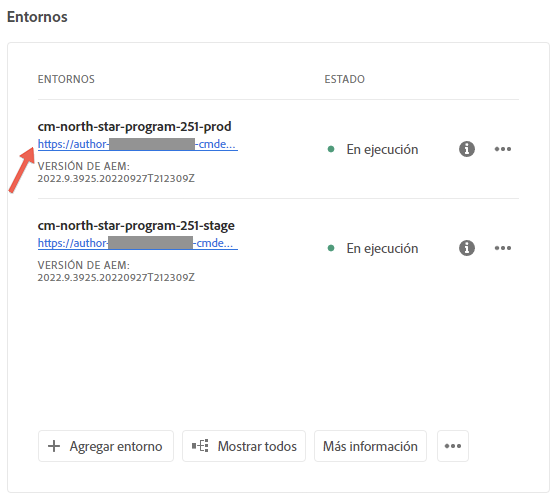 Entornos
ENTORNOS ESTADO
cm-north-star-program-251-prod
https://author- -cmde...
En ejecución
VERSIÓN DE AEM:
2022.9.3925.20220927T212309Z
cm-north-star-program-251-stage
https://author- -cmde...
En ejecución
VERSIÓN DE AEM:
2022.9.3925.20220927T212309Z
Agregar entorno Mostrar todos Más información